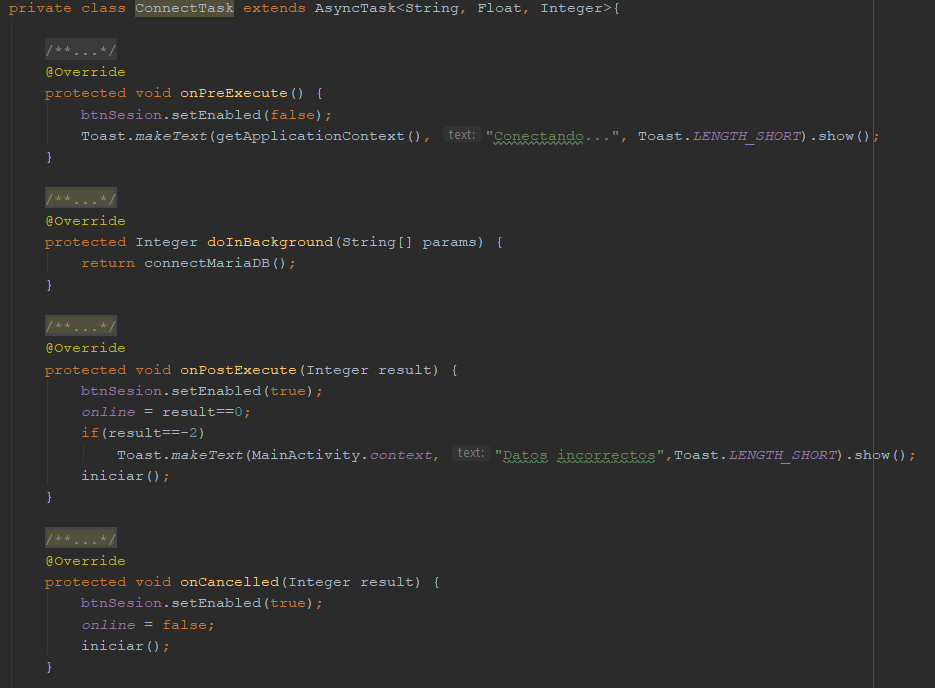 private class ConnectTask extends AsyncTask<String, Float, Integer>{
/**...*/
@Override
protected void onPreExecute() {
btnSesion.setEnabled(false);
Toast.makeText(getApplicationContext(), text: "Conectando...", Toast.LENGTH_SHORT).show();
}
/**...*/
@Override
protected Integer doInBackground(String[] params) {
return connectMariaDB();
}
/**...*/
@Override
protected void onPostExecute(Integer result) {
btnSesion.setEnabled(true);
online = result==0;
if(result==-2)
Toast.makeText(MainActivity.context, text: "Datos incorrectos",Toast.LENGTH_SHORT).show();
iniciar();
}
/**...*/
@Override
protected void onCancelled(Integer result) {
btnSesion.setEnabled(true);
online = false;
iniciar();
}